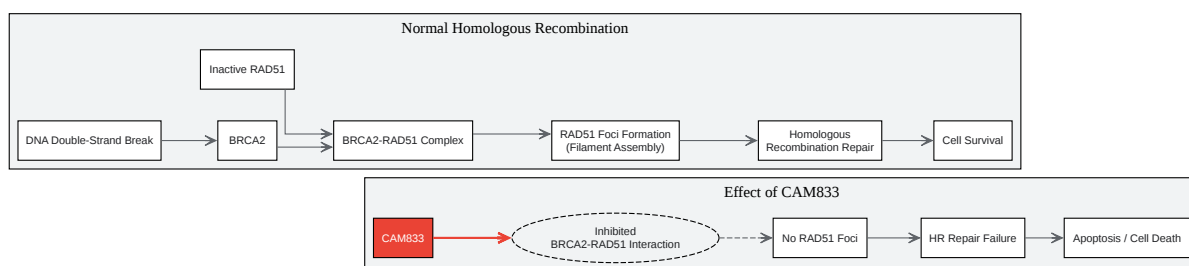 Normal Homologous Recombination
Inactive RAD51
DNA Double-Strand Break
BRCA2
BRCA2-RAD51 Complex
RAD51 Foci Formation
(Filament Assembly)
Homologous
Recombination Repair
Cell Survival
Effect of CAM833
CAM833
Inhibited
BRCA2-RAD51 Interaction
No RAD51 Foci
HR Repair Failure
Apoptosis / Cell Death